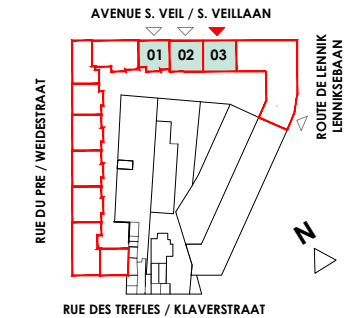 AVENUE S. VEIL / S. VEILLAAN
01 02 03
RUE DU PRE / WEIDESTRAAT
ROUTE DE LENNIK
LENNIKSEBAAN
N
RUE DES TREFLES / KLAVERSTRAAT